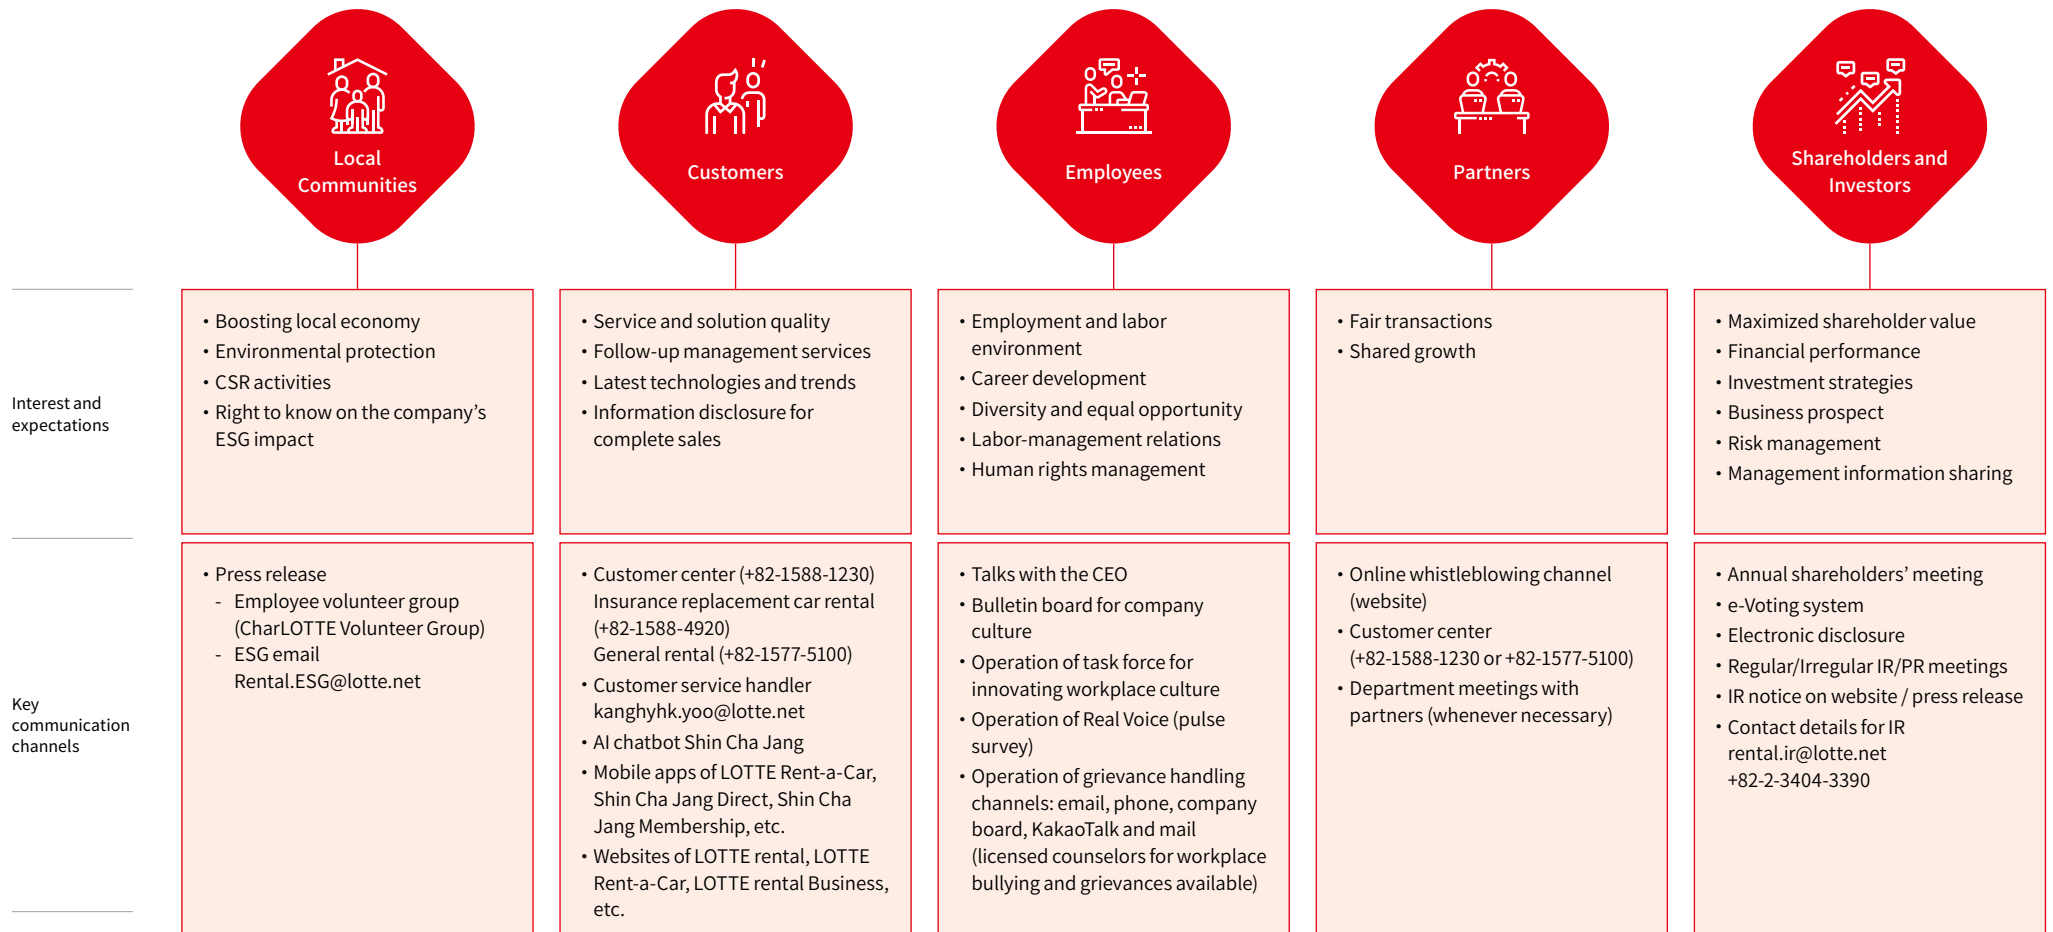 Local
Communities
Customers
Employees
Partners
Shareholders and
Investors
Interest and
expectations
• Boosting local economy
• Environmental protection
• CSR activities
• Right to know on the company’s
ESG impact
• Service and solution quality
• Follow-up management services
• Latest technologies and trends
• Information disclosure for
complete sales
• Employment and labor
environment
• Career development
• Diversity and equal opportunity
• Labor-management relations
• Human rights management
• Fair transactions
• Shared growth
• Maximized shareholder value
• Financial performance
• Investment strategies
• Business prospect
• Risk management
• Management information sharing
Key
communication
channels
• Press release
- Employee volunteer group
(CharLOTTE Volunteer Group)
- ESG email
Rental.ESG@lotte.net
• Customer center (+82-1588-1230)
Insurance replacement car rental
(+82-1588-4920)
General rental (+82-1577-5100)
• Customer service handler
kanghyhk.yoo@lotte.net
• AI chatbot Shin Cha Jang
• Mobile apps of LOTTE Rent-a-Car,
Shin Cha Jang Direct, Shin Cha
Jang Membership, etc.
• Websites of LOTTE rental, LOTTE
Rent-a-Car, LOTTE rental Business,
etc.
• Talks with the CEO
• Bulletin board for company
culture
• Operation of task force for
innovating workplace culture
• Operation of Real Voice (pulse
survey)
• Operation of grievance handling
channels: email, phone, company
board, KakaoTalk and mail
(licensed counselors for workplace
bullying and grievances available)
• Online whistleblowing channel
(website)
• Customer center
(+82-1588-1230 or +82-1577-5100)
• Department meetings with
partners (whenever necessary)
• Annual shareholders’ meeting
• e-Voting system
• Electronic disclosure
• Regular/Irregular IR/PR meetings
• IR notice on website / press release
• Contact details for IR
rental.ir@lotte.net
+82-2-3404-3390